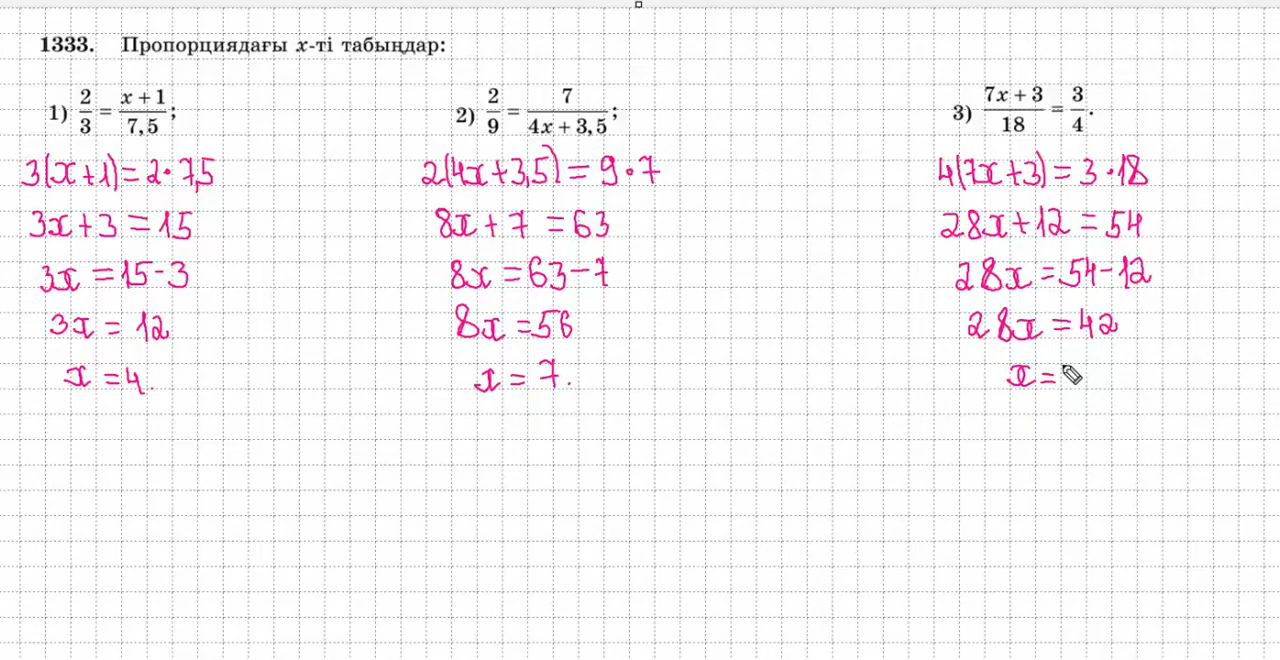 1333. Пропорциядағы x-ті табыңдар:
1) 2/3 = (x + 1)/7,5;
3(x+1)=2·7,5
3x+3=15
3x=15-3
3x=12
x=4.
2) 2/9 = 7/(4x + 3,5);
2(4x+3,5)=9·7
8x+7=63
8x=63-7
8x=56
x=7.
3) (7x + 3)/18 = 3/4.
4(7x+3)=3·18
28x+12=54
28x=54-12
28x=42
x=